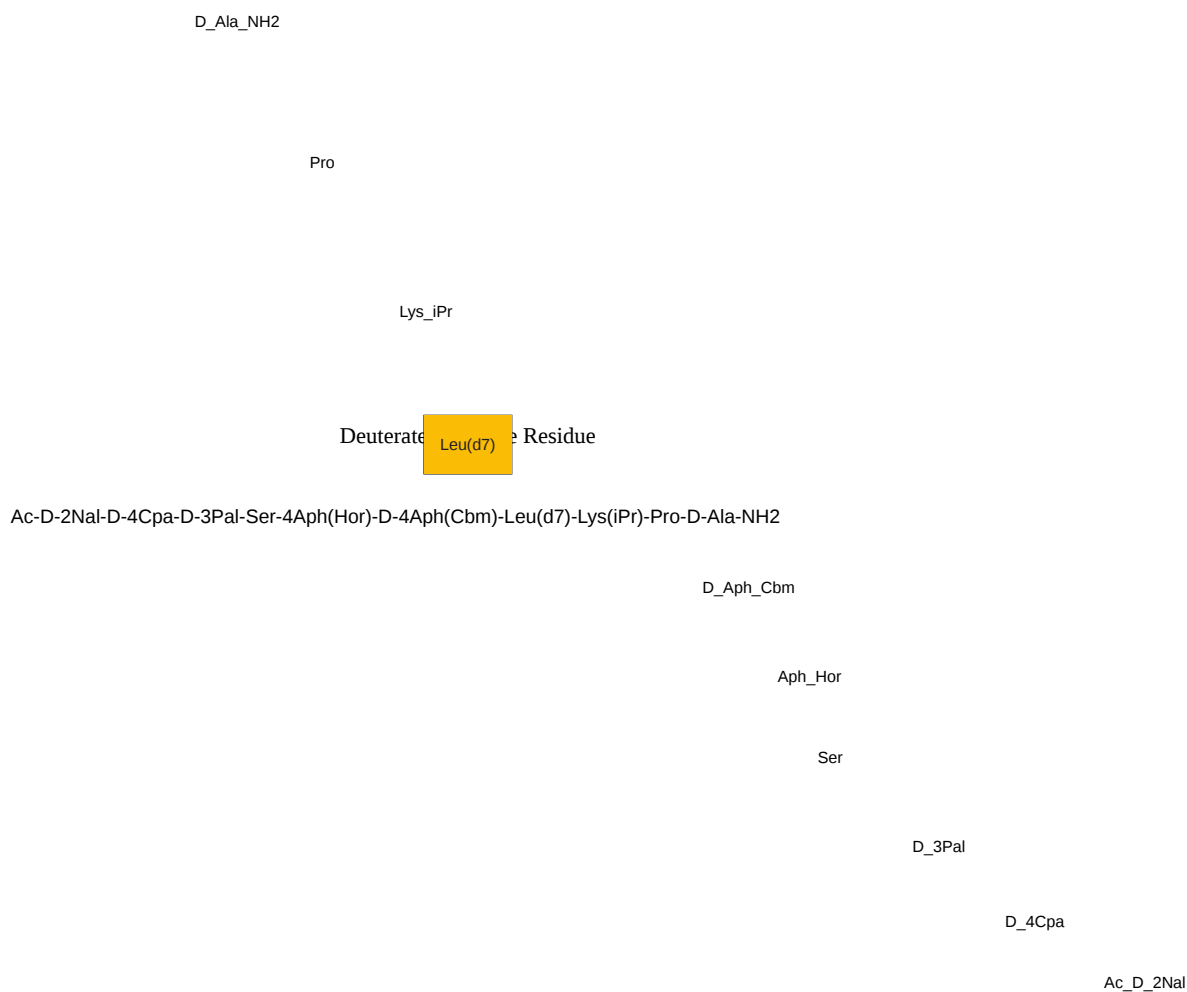 D_Ala_NH2
Pro
Lys_iPr
Residue
Leu(d7)
Ac-D-2Nal-D-4Cpa-D-3Pal-Ser-4Aph(Hor)-D-4Aph(Cbm)-Leu(d7)-Lys(iPr)-Pro-D-Ala-NH2
D_Aph_Cbm
Aph_Hor
Ser
D_3Pal
D_4Cpa
Ac_D_2Nal